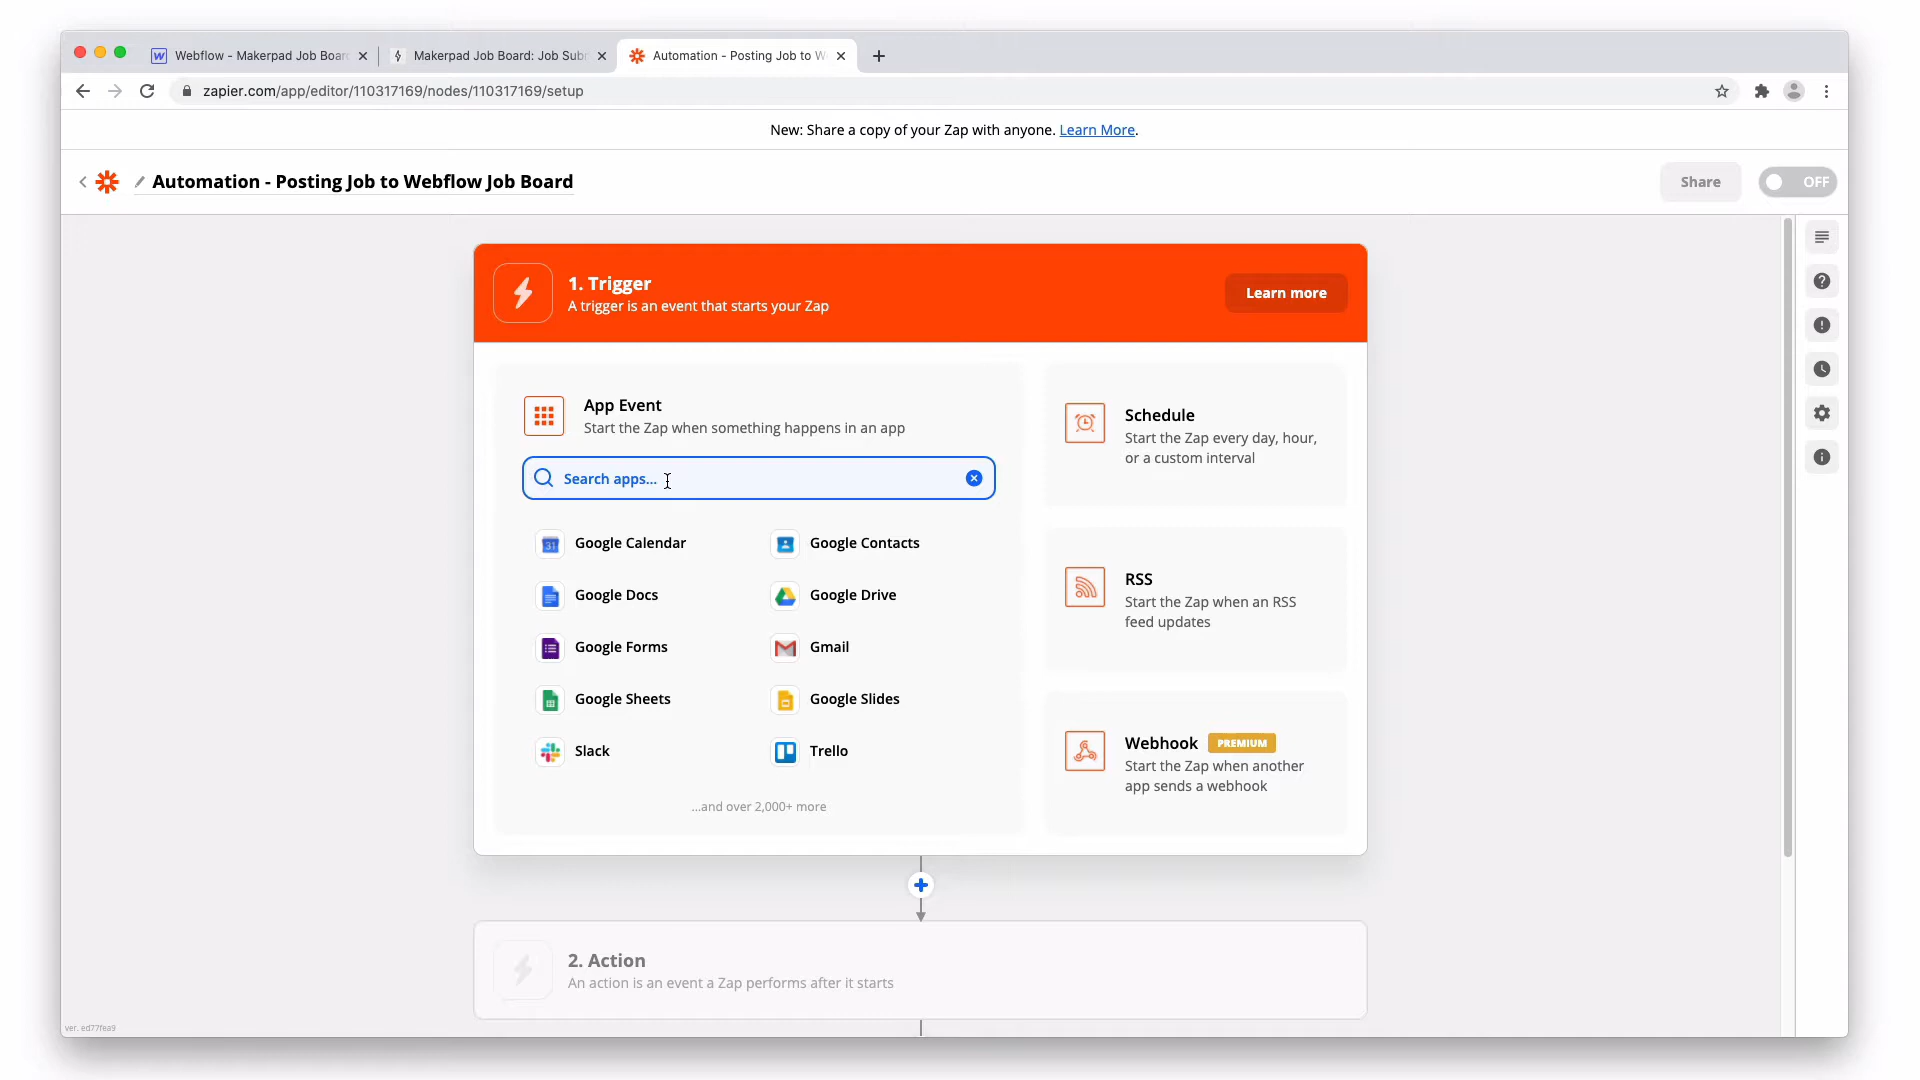 Webflow - Makerpad Job Boar
Makerpad Job Board: Job Sub
Automation - Posting Job to W
zapier.com/app/editor/110317169/nodes/110317169/setup
New: Share a copy of your Zap with anyone. Learn More.
Automation - Posting Job to Webflow Job Board
Share
OFF
1. Trigger
A trigger is an event that starts your Zap
Learn more
App Event
Start the Zap when something happens in an app
Search apps...
Google Calendar
Google Contacts
Google Docs
Google Drive
Google Forms
Gmail
Google Sheets
Google Slides
Slack
Trello
...and over 2,000+ more
Schedule
Start the Zap every day, hour,
or a custom interval
RSS
Start the Zap when an RSS
feed updates
Webhook PREMIUM
Start the Zap when another
app sends a webhook
2. Action
An action is an event a Zap performs after it starts
ver. ed77fea9